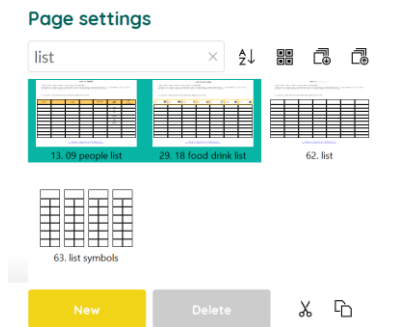 Page settings
list
A
Z
13. 09 people list
29. 18 food drink list
62. list
63. list symbols
New
Delete